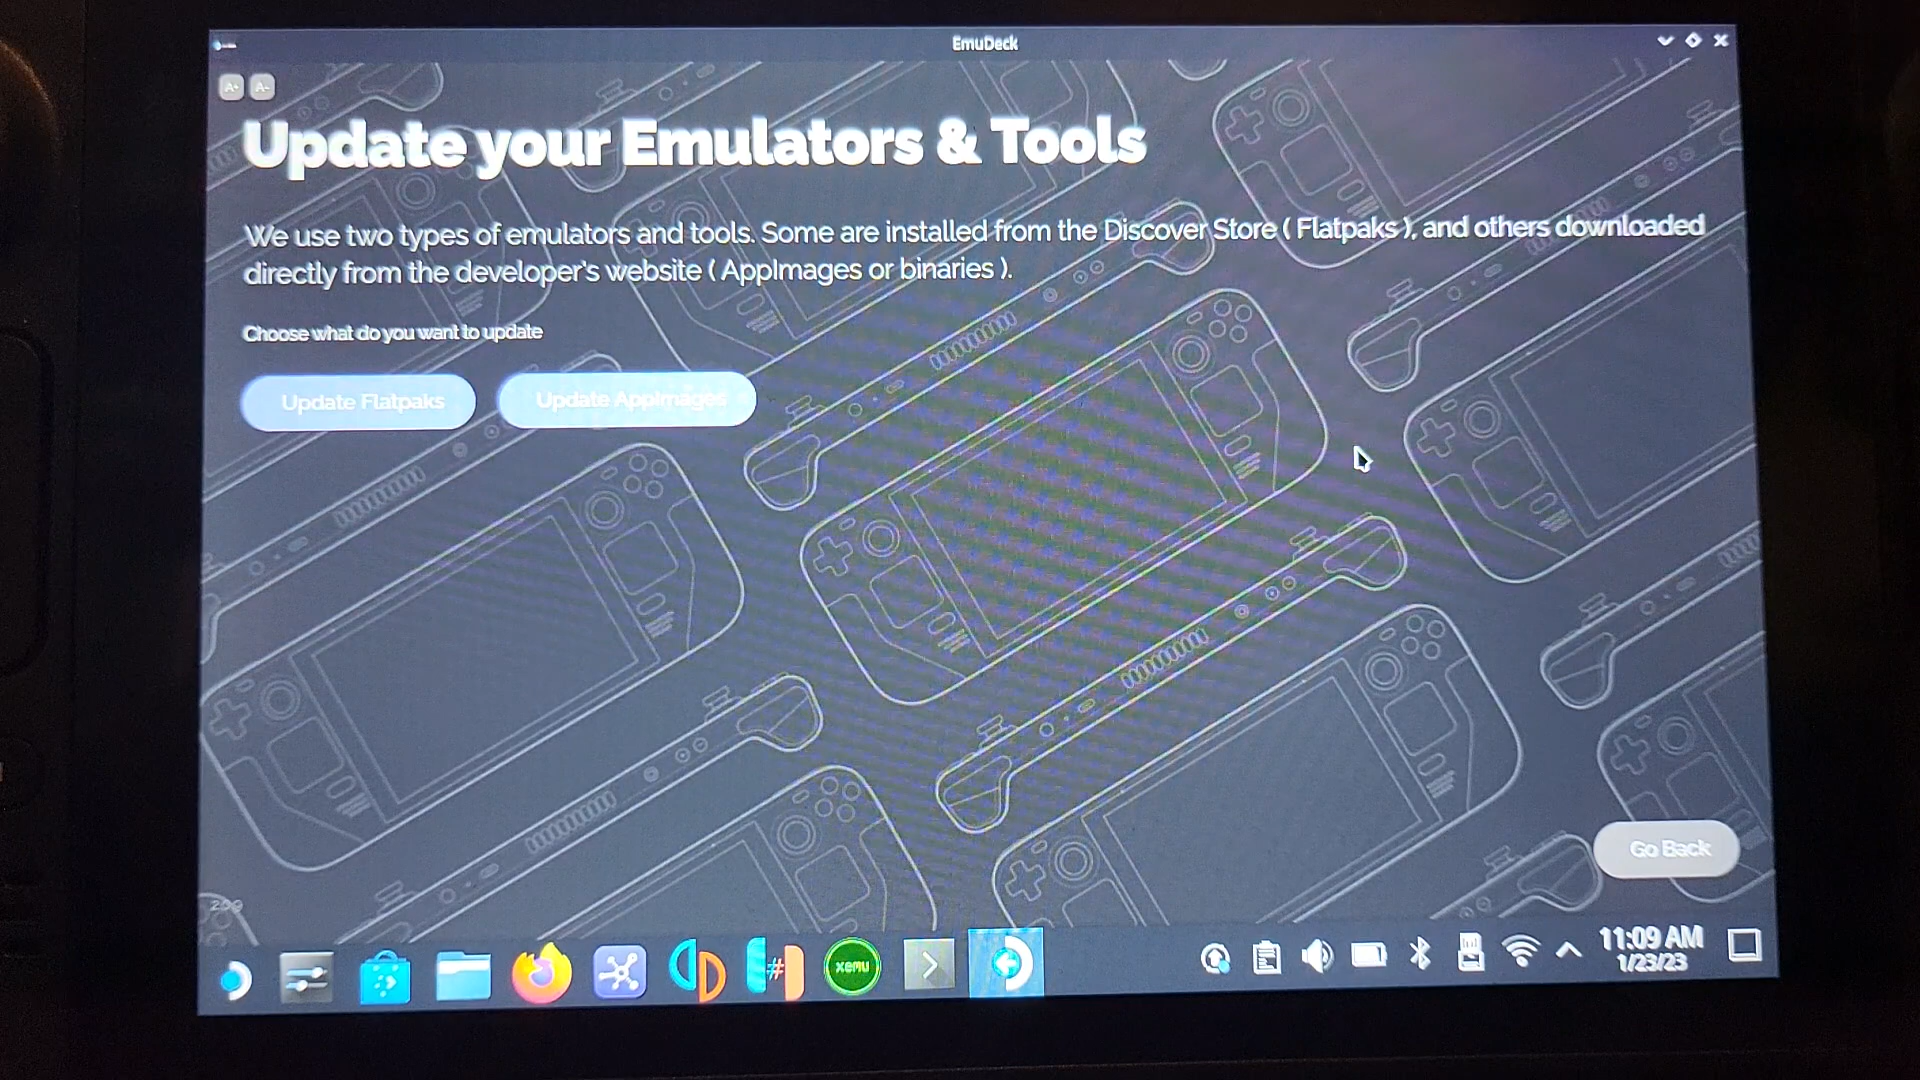 EmuDeck
A+ A-
Update your Emulators & Tools
We use two types of emulators and tools. Some are installed from the Discover Store ( Flatpaks ), and others downloaded
directly from the developer's website ( AppImages or binaries ).
Choose what do you want to update
Update Flatpaks Update AppImages
Go Back
xemu
11:09 AM
1/23/23